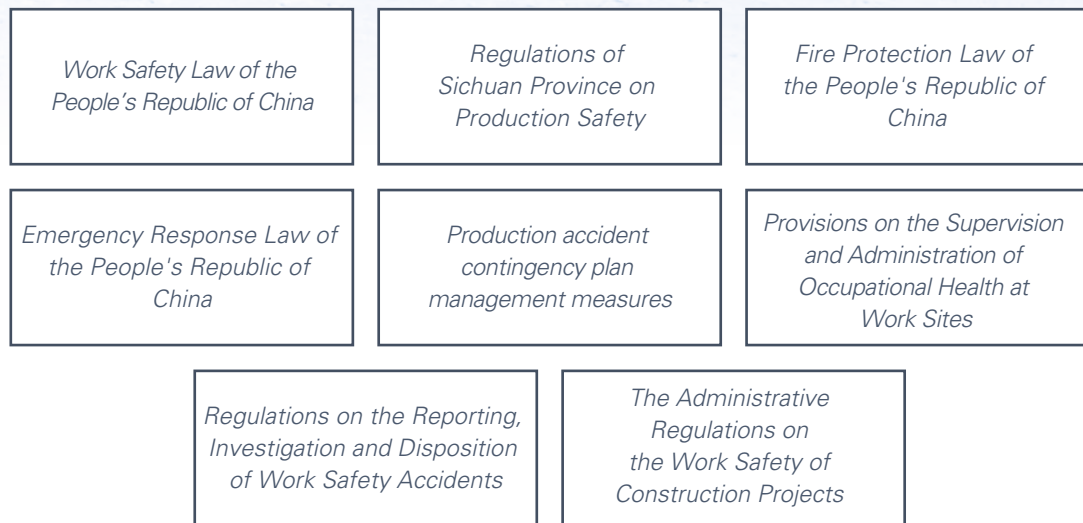 Work Safety Law of the
People’s Republic of China
Regulations of
Sichuan Province on
Production Safety
Fire Protection Law of
the People's Republic of
China
Emergency Response Law of
the People's Republic of
China
Production accident
contingency plan
management measures
Provisions on the Supervision
and Administration of
Occupational Health at
Work Sites
Regulations on the Reporting,
Investigation and Disposition
of Work Safety Accidents
The Administrative
Regulations on
the Work Safety of
Construction Projects